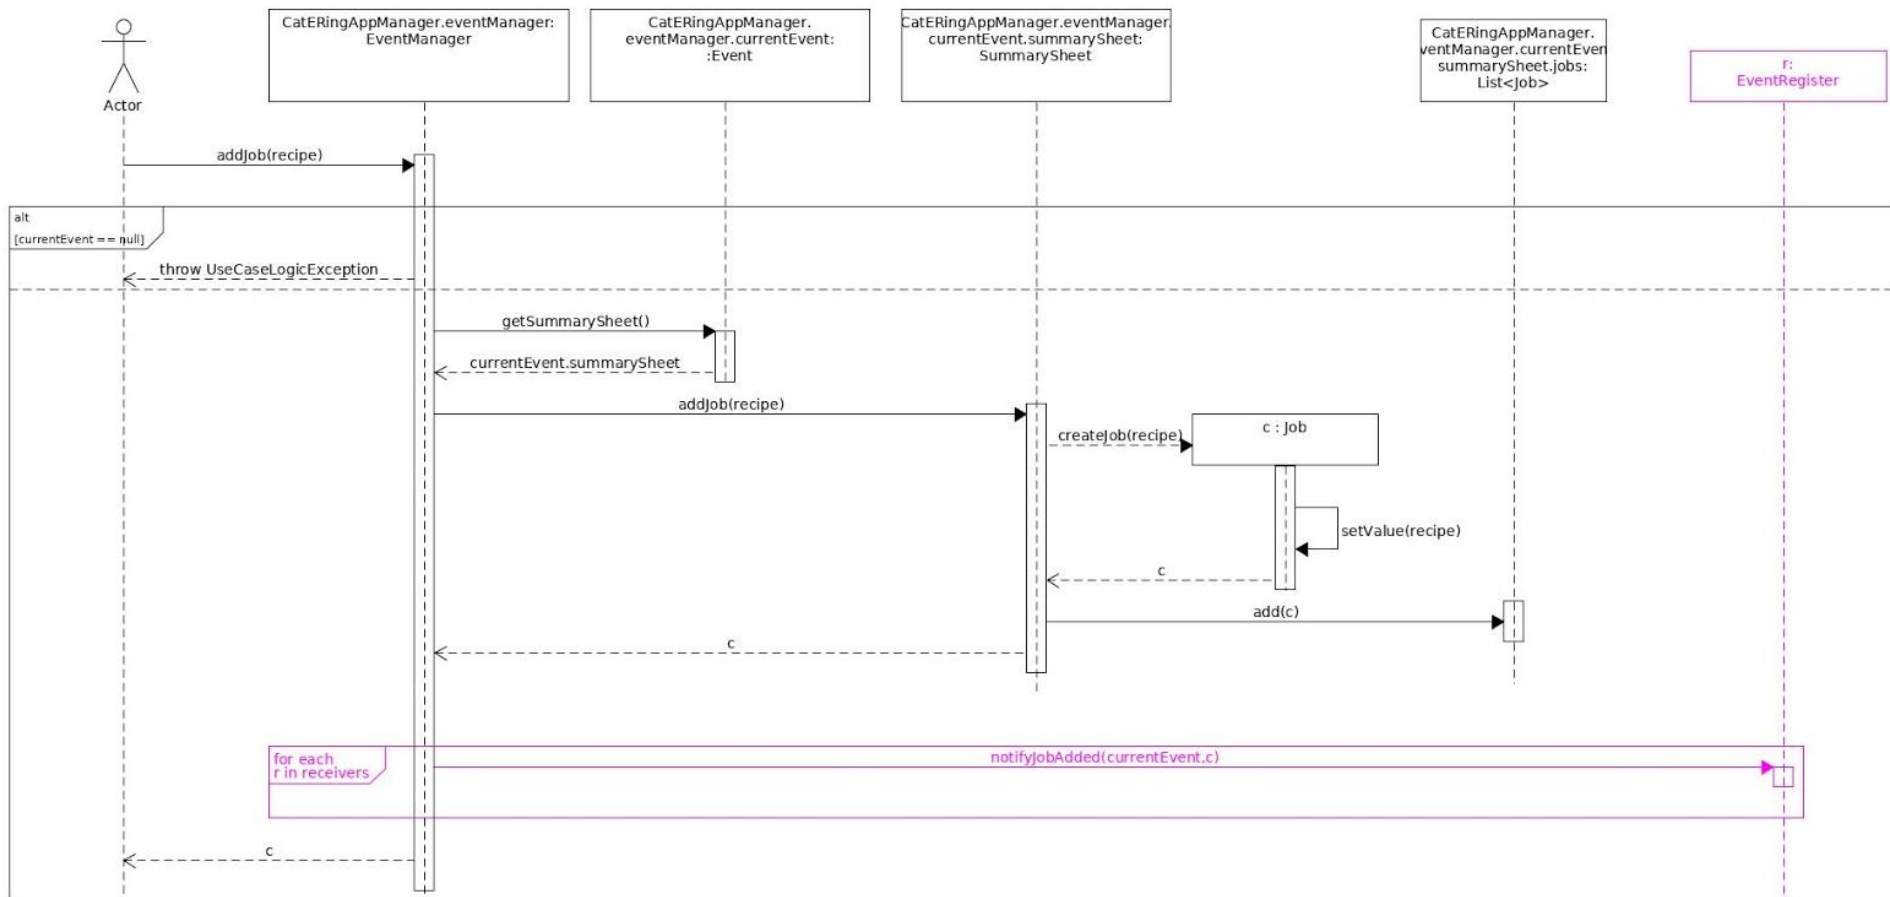 CatERingAppManager.eventManager:
EventManager
CatERingAppManager.
eventManager.currentEvent:
:Event
CatERingAppManager.eventManager.
currentEvent.summarySheet:
SummarySheet
CatERingAppManager.
ventManager.currentEven
summarySheet.jobs:
List<Job>
r:
EventRegister
Actor
addJob(recipe)
alt
[currentEvent == null]
throw UseCaseLogicException
getSummarySheet()
currentEvent.summarySheet
addJob(recipe)
createJob(recipe)
c : Job
setValue(recipe)
c
add(c)
c
for each
r in receivers
notifyJobAdded(currentEvent,c)
c